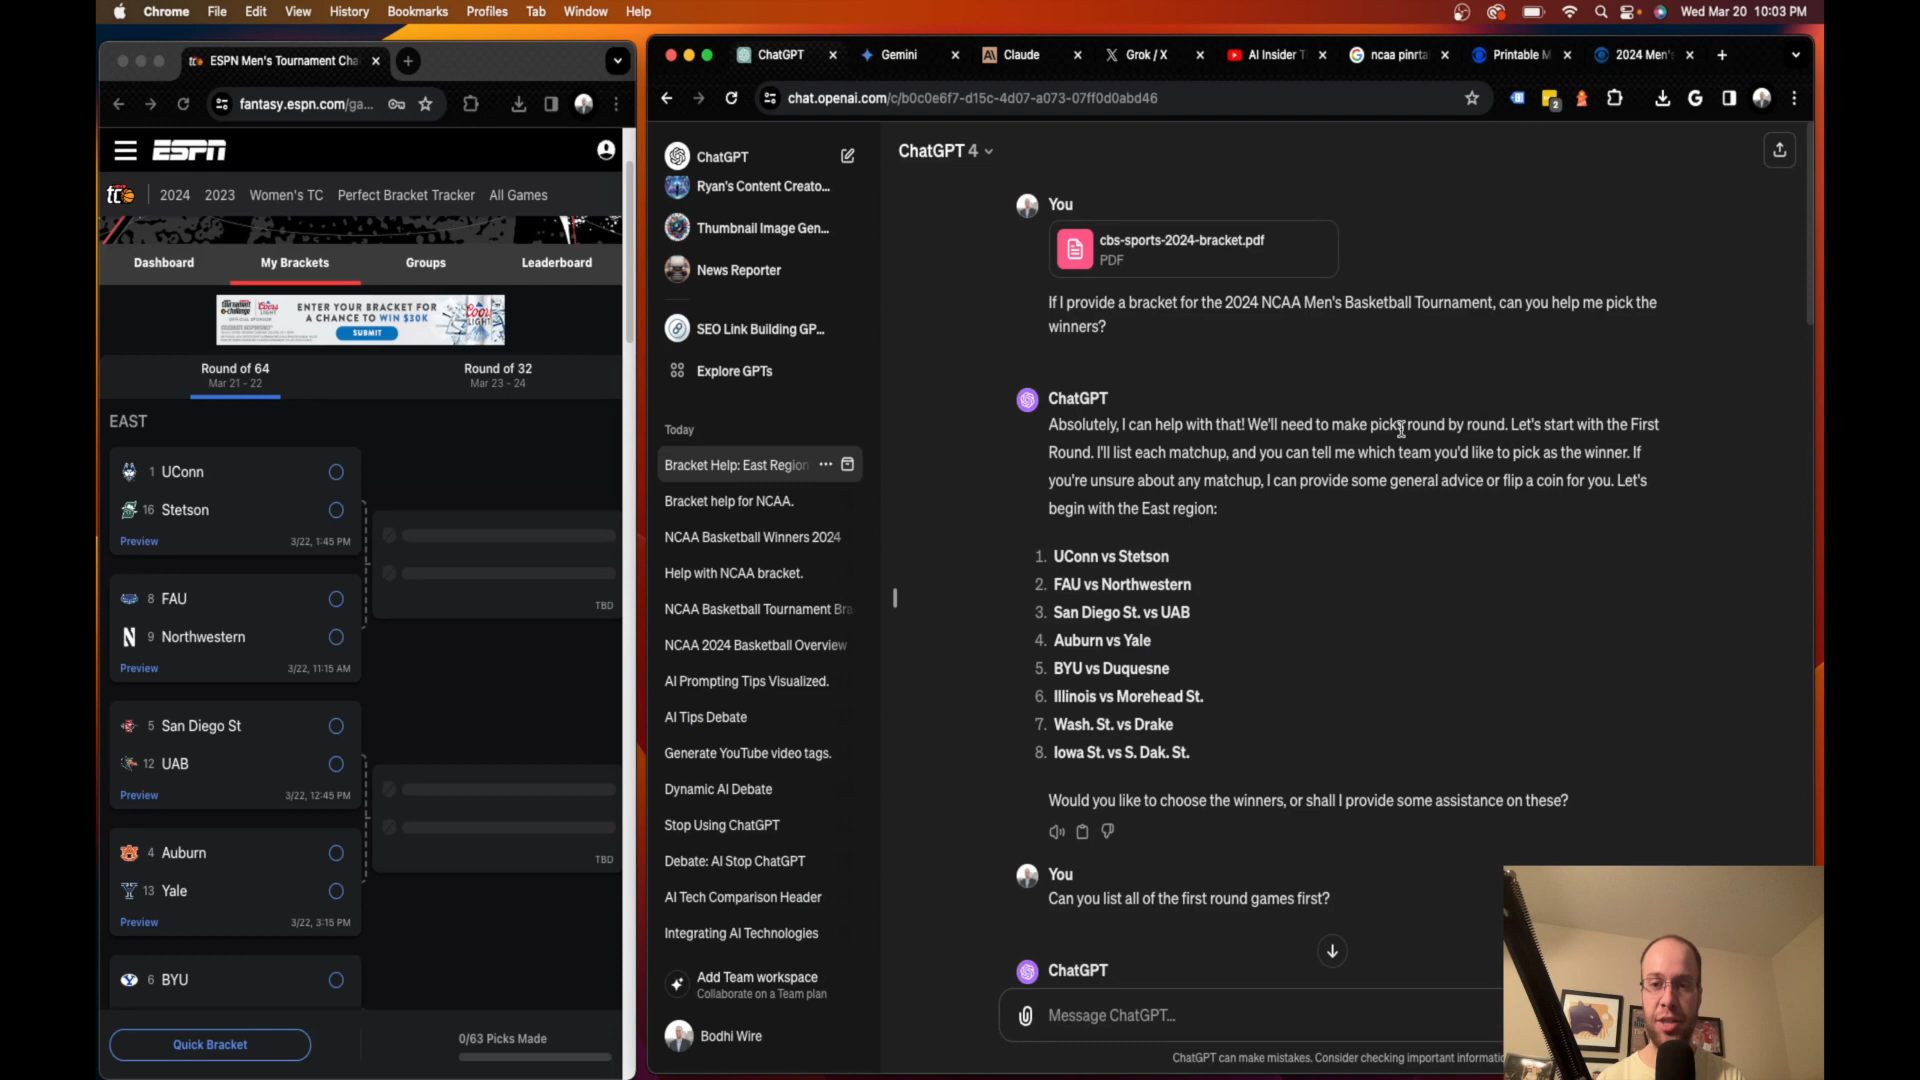 Chrome File Edit View History Bookmarks Profiles Tab Window Help
Wed Mar 20 10:03 PM
ESPN Men's Tournament Cha
fantasy.espn.com/ga...
ESPN
2024 2023 Women's TC Perfect Bracket Tracker All Games
Dashboard My Brackets Groups Leaderboard
ENTER YOUR BRACKET FOR
A CHANCE TO WIN $30K
SUBMIT
Round of 64
Mar 21 - 22
Round of 32
Mar 23 - 24
EAST
1 UConn
16 Stetson
Preview 3/22, 1:45 PM
8 FAU
TBD
9 Northwestern
Preview 3/22, 11:15 AM
5 San Diego St
12 UAB
Preview 3/22, 12:45 PM
4 Auburn
TBD
13 Yale
Preview 3/22, 3:15 PM
6 BYU
Quick Bracket
0/63 Picks Made
ChatGPT Gemini Claude Grok / X AI Insider T ncaa pinrta Printable M 2024 Men's
chat.openai.com/c/b0c0e6f7-d15c-4d07-a073-07ff0d0abd46
2
ChatGPT
Ryan's Content Creato...
Thumbnail Image Gen...
News Reporter
SEO Link Building GP...
Explore GPTs
Today
Bracket Help: East Region
Bracket help for NCAA.
NCAA Basketball Winners 2024
Help with NCAA bracket.
NCAA Basketball Tournament Bra
NCAA 2024 Basketball Overview
AI Prompting Tips Visualized.
AI Tips Debate
Generate YouTube video tags.
Dynamic AI Debate
Stop Using ChatGPT
Debate: AI Stop ChatGPT
AI Tech Comparison Header
Integrating AI Technologies
Add Team workspace
Collaborate on a Team plan
Bodhi Wire
ChatGPT 4
You
cbs-sports-2024-bracket.pdf
PDF
If I provide a bracket for the 2024 NCAA Men's Basketball Tournament, can you help me pick the
winners?
ChatGPT
Absolutely, I can help with that! We'll need to make picks round by round. Let's start with the First
Round. I'll list each matchup, and you can tell me which team you'd like to pick as the winner. If
you're unsure about any matchup, I can provide some general advice or flip a coin for you. Let's
begin with the East region:
1. UConn vs Stetson
2. FAU vs Northwestern
3. San Diego St. vs UAB
4. Auburn vs Yale
5. BYU vs Duquesne
6. Illinois vs Morehead St.
7. Wash. St. vs Drake
8. Iowa St. vs S. Dak. St.
Would you like to choose the winners, or shall I provide some assistance on these?
You
Can you list all of the first round games first?
ChatGPT
Message ChatGPT...
ChatGPT can make mistakes. Consider checking important informatio